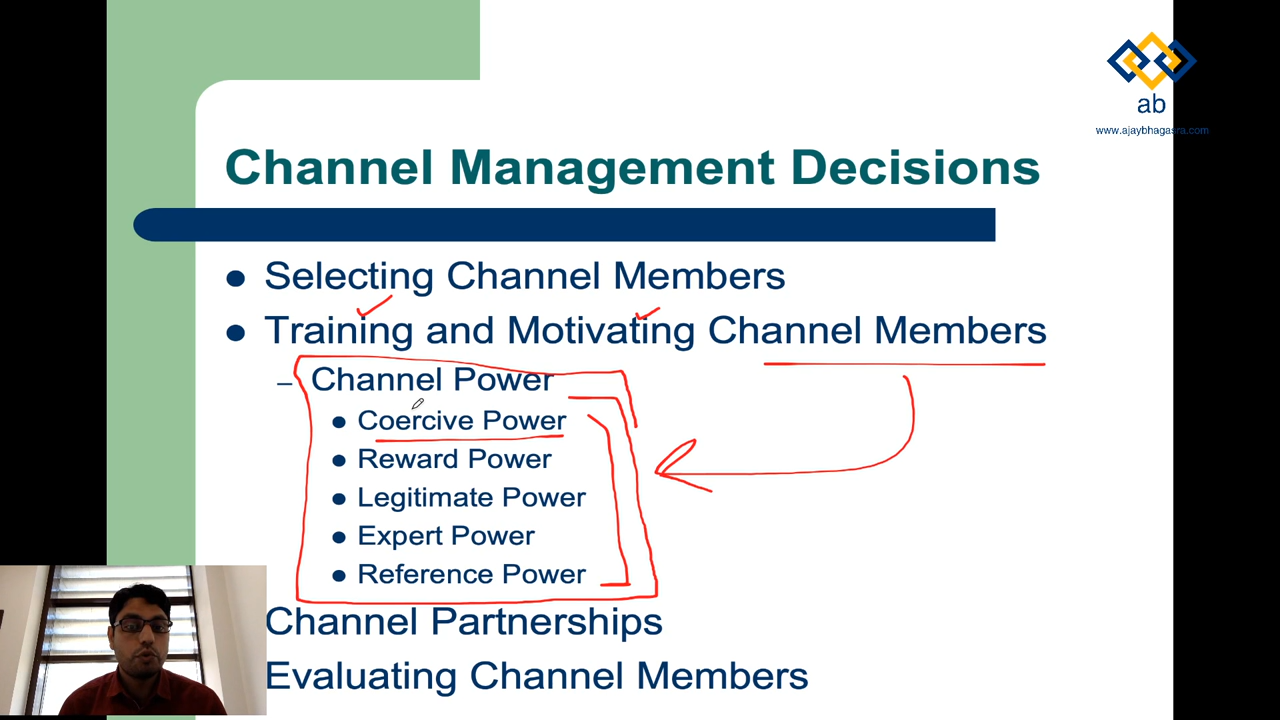 ab
www.ajaybhagasra.com
Channel Management Decisions
Selecting Channel Members
Training and Motivating Channel Members
– Channel Power
Coercive Power
Reward Power
Legitimate Power
Expert Power
Reference Power
Channel Partnerships
Evaluating Channel Members